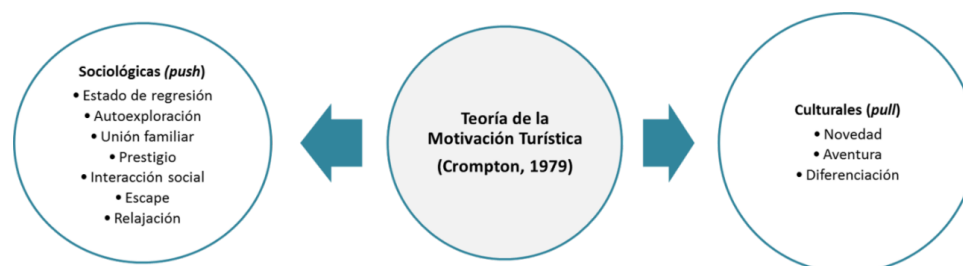 Sociológicas (push)
• Estado de regresión
• Autoexploración
• Unión familiar
• Prestigio
• Interacción social
• Escape
• Relajación
Teoría de la
Motivación Turística
(Crompton, 1979)
Culturales (pull)
• Novedad
• Aventura
• Diferenciación